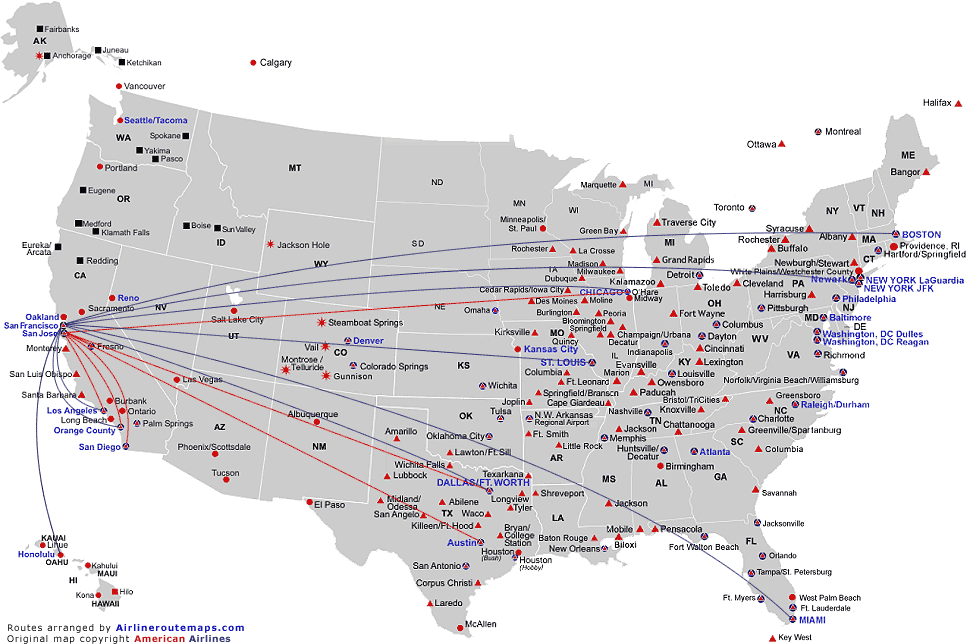 Fairbanks
AK
Anchorage
Juneau
Ketchikan
Calgary
Vancouver
Halifax
Seattle/Tacoma
WA
Spokane
Yakima
Pasco
Portland
Montreal
Ottawa
ME
Bangor
MT
ND
MN
Marquette
MI
Eugene
OR
Medford
Klamath Falls
Boise
Sun Valley
ID
Jackson Hole
SD
Minneapolis/
St. Paul
WI
Green Bay
Toronto
Traverse City
NY
VT
NH
Syracuse
Rochester
Buffalo
Albany
MA
BOSTON
Providence, RI
Hartford/Springfield
CT
Eureka/
Arcata
Redding
CA
WY
Rochester
La Crosse
Madison
Milwaukee
MI
Grand Rapids
Kalamazoo
Detroit
Newburgh/Stewart
White Plains/Westchester County
Newark
NEW YORK LaGuardia
NEW YORK JFK
Reno
Sacramento
NV
Oakland
San Francisco
San Jose
Salt Lake City
UT
NE
IA
Dubuque
Cedar Rapids/Iowa City
CHICAGO
O'Hare
Midway
Des Moines
Moline
Omaha
Burlington
Peoria
Bloomington
Springfield
Toledo
Cleveland
PA
Harrisburg
Philadelphia
NJ
OH
Fort Wayne
Pittsburgh
MD
Baltimore
DE
Columbus
Steamboat Springs
Vail
Denver
CO
Colorado Springs
Montrose /
Telluride
Gunnison
Kirksville
MO
Quincy
Decatur
Champaign/Urbana
IL
Indianapolis
Dayton
Cincinnati
WV
Washington, DC Dulles
Washington, DC Reagan
VA
Richmond
Monterey
Fresno
San Luis Obispo
Santa Barbara
Kansas City
KS
ST. LOUIS
Columbia
Marion
Evansville
KY
Lexington
Louisville
Norfolk/Virginia Beach/Williamsburg
Las Vegas
Burbank
Los Angeles
Ontario
Long Beach
Palm Springs
Orange County
San Diego
Wichita
Ft. Leonard
Springfield/Branson
Owensboro
Paducah
Joplin
Cape Girardeau
Bristol/TriCities
Greensboro
Raleigh/Durham
NC
Albuquerque
AZ
NM
Phoenix/Scottsdale
Tucson
OK
Tulsa
N.W. Arkansas
Regional Airport
Nashville
Knoxville
TN
Charlotte
Greenville/Spartanburg
Chattanooga
SC
Columbia
Amarillo
Oklahoma City
Ft. Smith
Jackson
Memphis
Little Rock
AR
Huntsville/
Decatur
Atlanta
Lawton/Ft.Sill
Wichita Falls
Lubbock
Texarkana
Birmingham
MS
AL
GA
DALLAS/FT. WORTH
El Paso
Midland/
Odessa
Abilene
Longview
Shreveport
Tyler
San Angelo
TX
Waco
Killeen/Ft. Hood
Jackson
Savannah
LA
Bryan/
College
Station
Austin
Baton Rouge
New Orleans
Mobile
Biloxi
Pensacola
Fort Walton Beach
Jacksonville
FL
Houston
(Bush)
Houston
(Hobby)
San Antonio
Orlando
Tampa/St. Petersburg
Corpus Christi
Laredo
McAllen
Ft. Myers
West Palm Beach
Ft. Lauderdale
MIAMI
Key West
KAUAI
Lihue
Honolulu
OAHU
Kahului
MAUI
HI
Kona
Hilo
HAWAII
Routes arranged by Airlineroutemaps.com
Original map copyright American Airlines